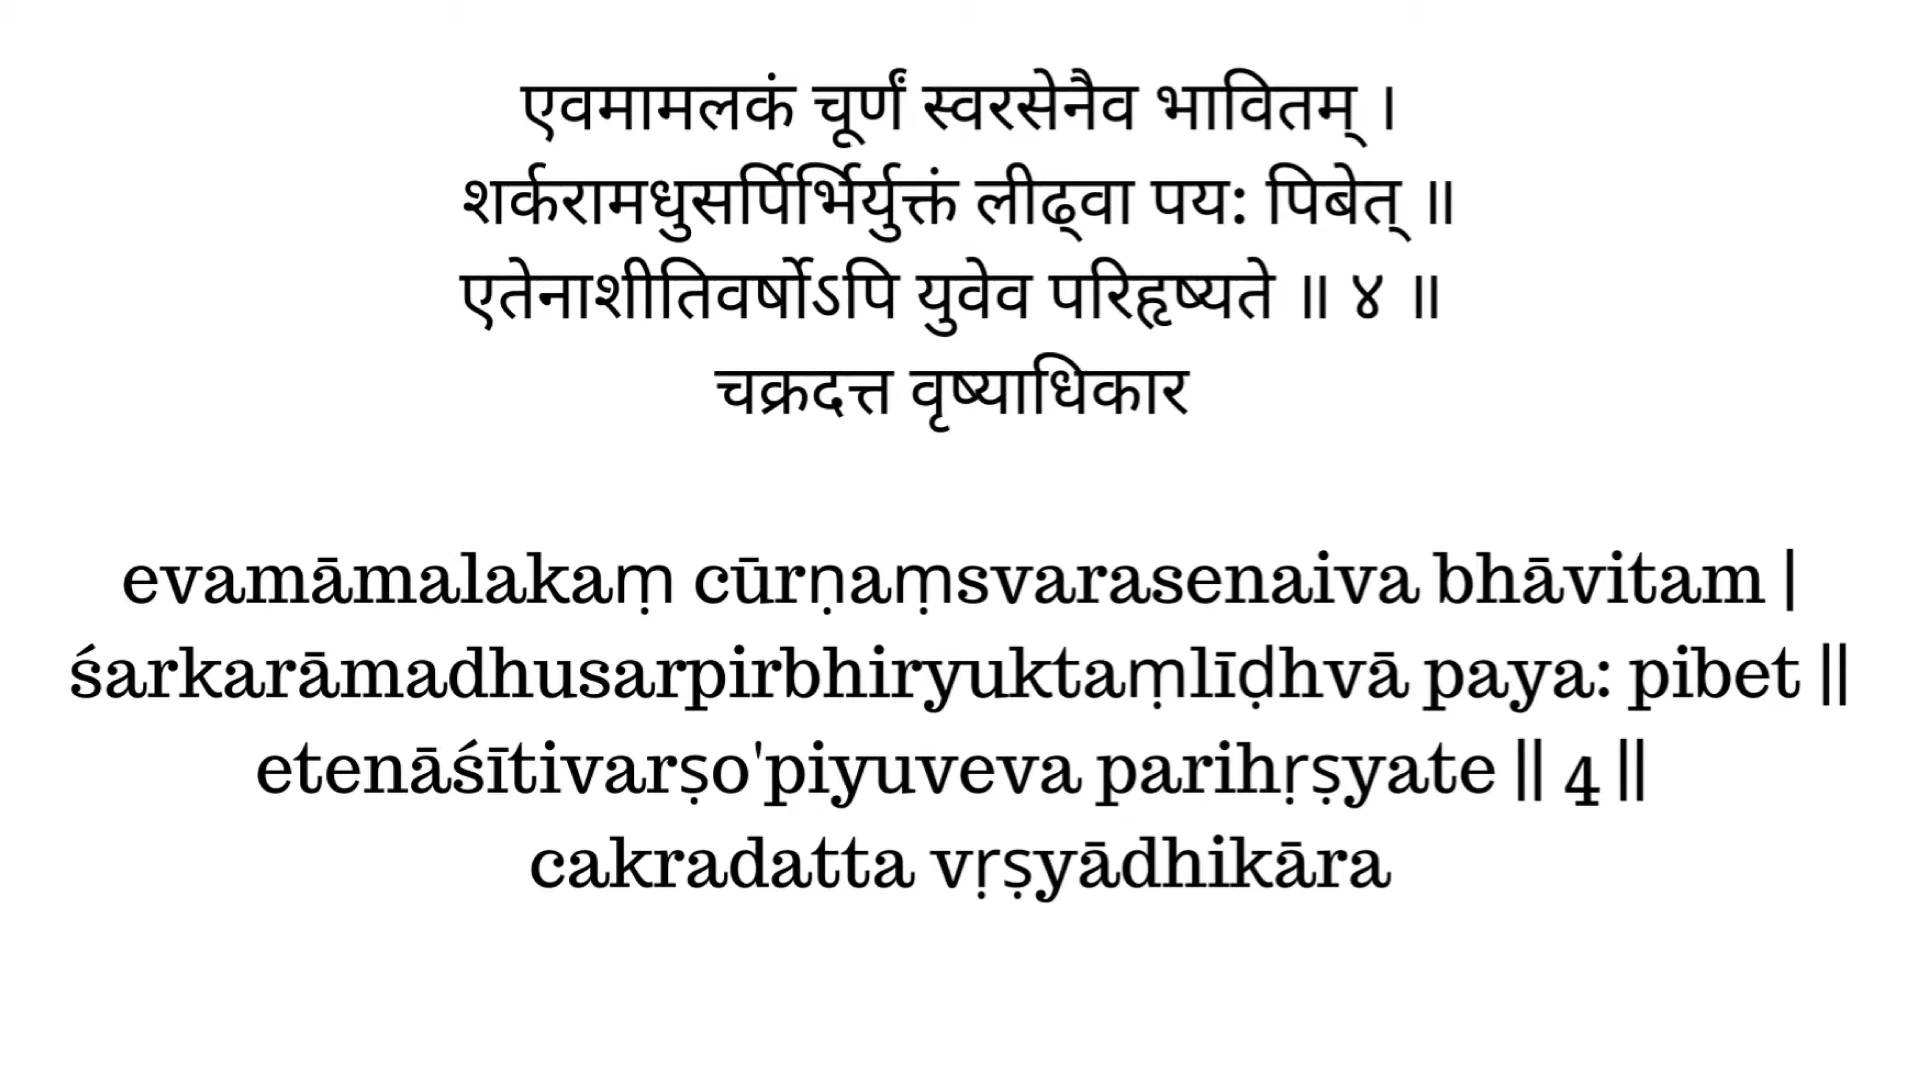 एवमामलकं चूर्णं स्वरसेनैव भावितम् ।
शर्करामधुसर्पिर्भिर्युक्तं लीढ्वा पय: पिबेत् ॥
एतेनाशीतिवर्षोऽपि युवेव परिहृष्यते ॥ ४ ॥
चक्रदत्त वृष्याधिकार
evamāmalakaṃ cūrṇaṃsvarasenaiva bhāvitam |
śarkarāmadhusarpirbhiryuktaṃlīḍhvā paya: pibet ||
etenāśītivarṣo'piyuveva parihṛṣyate || 4 ||
cakradatta vṛṣyādhikāra